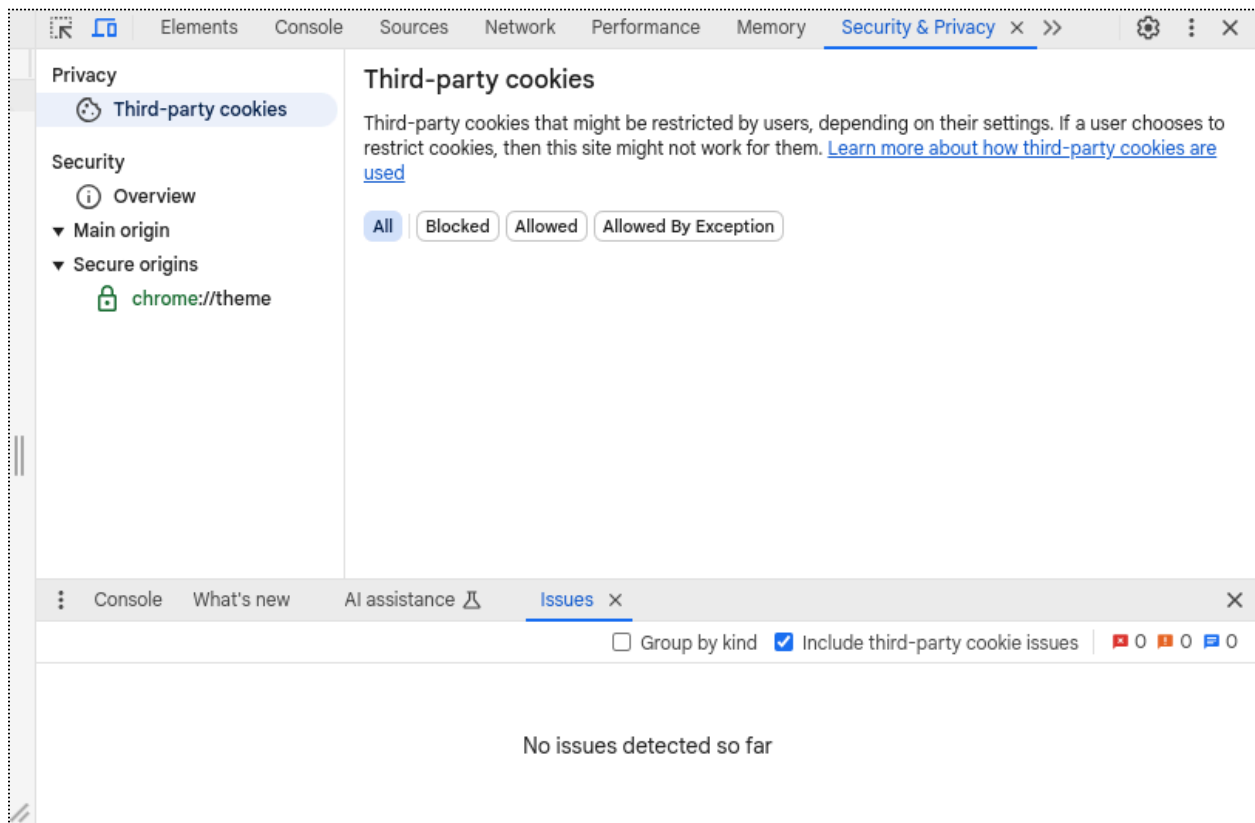 Elements Console Sources Network Performance Memory Security & Privacy
Privacy
Third-party cookies
Security
Overview
Main origin
Secure origins
chrome://theme
Third-party cookies
Third-party cookies that might be restricted by users, depending on their settings. If a user chooses to
restrict cookies, then this site might not work for them. Learn more about how third-party cookies are
used
All Blocked Allowed Allowed By Exception
Console What's new AI assistance Issues
Group by kind Include third-party cookie issues 0 0 0
No issues detected so far